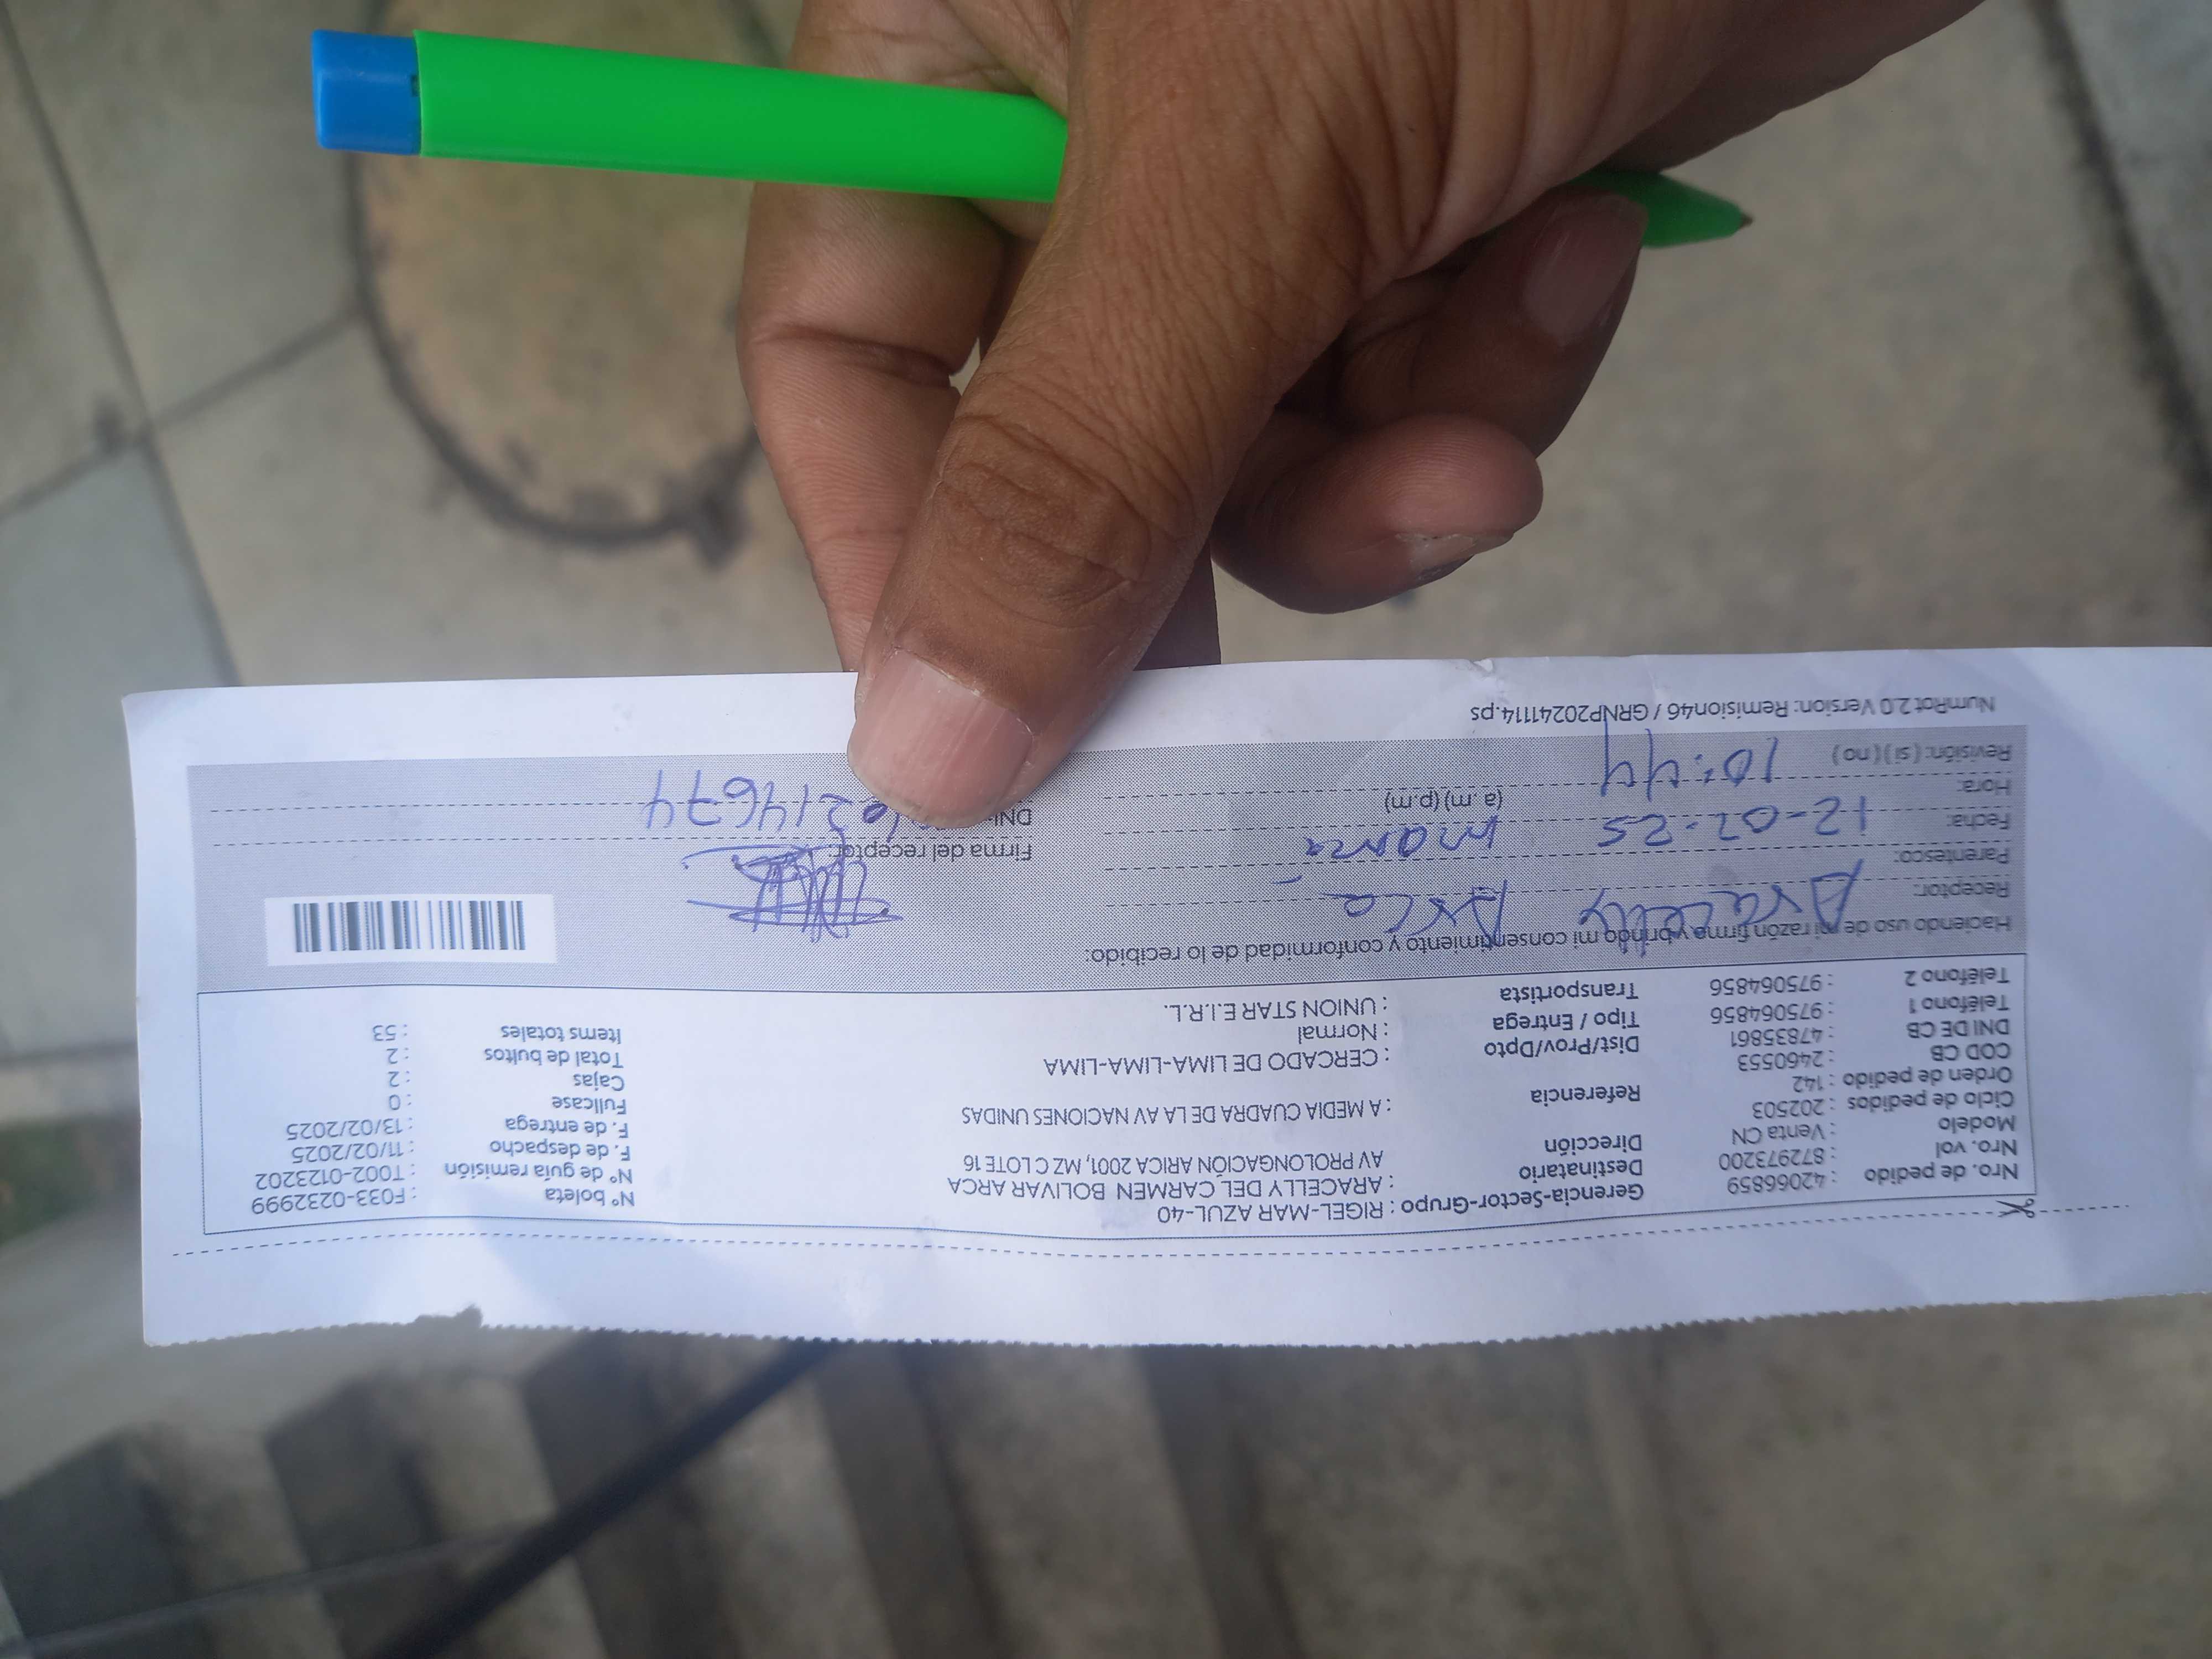 Nro. de pedido : 42066859
Nro. vol : 872973200
Modelo : Venta CN
Ciclo de pedidos : 202503
Orden de pedido : 142
COD CB : 2460553
DNI DE CB : 47835861
Teléfono 1 : 975064856
Teléfono 2 : 975064856
Gerencia-Sector-Grupo : RIGEL-MAR AZUL-40
Destinatario : ARACELLY DEL CARMEN BOLIVAR ARCA
Dirección AV PROLONGACIÓN ARICA 2001, MZ C LOTE 16
Referencia : A MEDIA CUADRA DE LA AV NACIONES UNIDAS
Dist/Prov/Dpto : CERCADO DE LIMA-LIMA-LIMA
Tipo / Entrega : Normal
Transportista : UNION STAR E.I.R.L.
Nº boleta : F033-0232999
Nº de guía remisión : T002-0123202
F. de despacho : 11/02/2025
F. de entrega : 13/02/2025
Fullcase : 0
Cajas : 2
Total de bultos : 2
Items totales : 53
Haciendo uso de mi razón firmo y brindo mi consentimiento y conformidad de lo recibido:
Receptor: Aracelly Arca
Parentesco: mamá
Fecha: 12-02-25
Hora: 10:44 (a.m) (p.m)
Revisión: ( si ) ( no )
Firma del receptor:
DNI 214674
NumRot 2.0 Version: Remision46 / GRNP20241114.ps